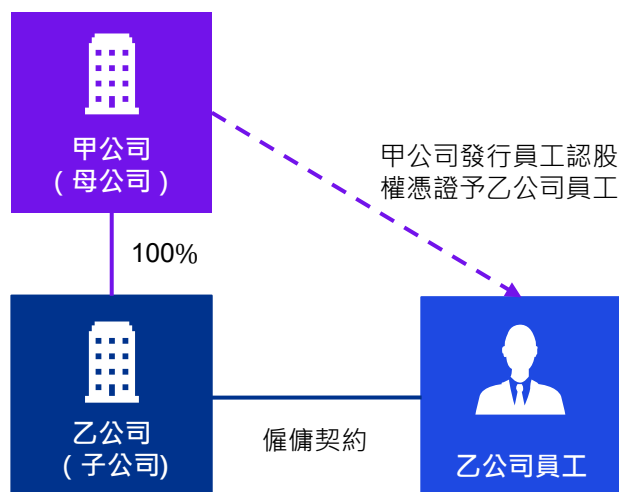 甲公司
（母公司）
甲公司發行員工認股
權憑證予乙公司員工
100%
乙公司
（子公司)
僱傭契約
乙公司員工